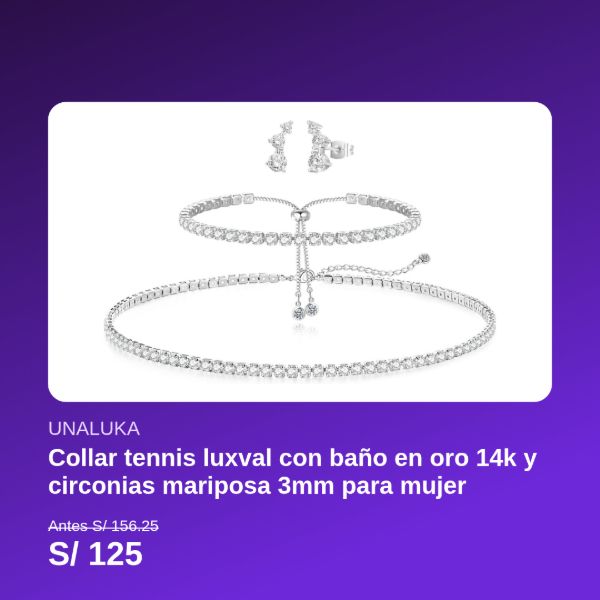 UNALUKA
Collar tennis luxval con baño en oro 14k y
circonias mariposa 3mm para mujer
Antes S/ 156.25
S/ 125